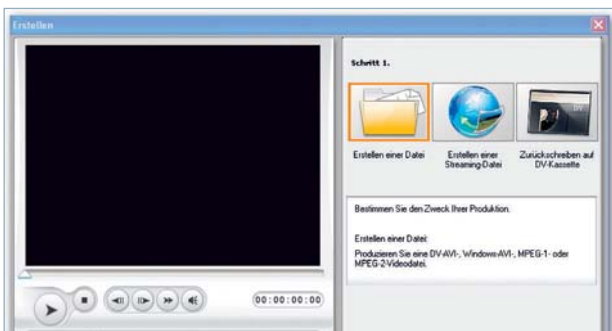 Erstellen
Schritt 1.
Erstellen einer Datei
Erstellen einer Streaming-Datei
Zurückschreiben auf DV-Kassette
Bestimmen Sie den Zweck Ihrer Produktion.
Erstellen einer Datei:
Produzieren Sie eine DV-AVI-, Windows-AVI-, MPEG-1- oder
MPEG-2-Videodatei.
00:00:00:00